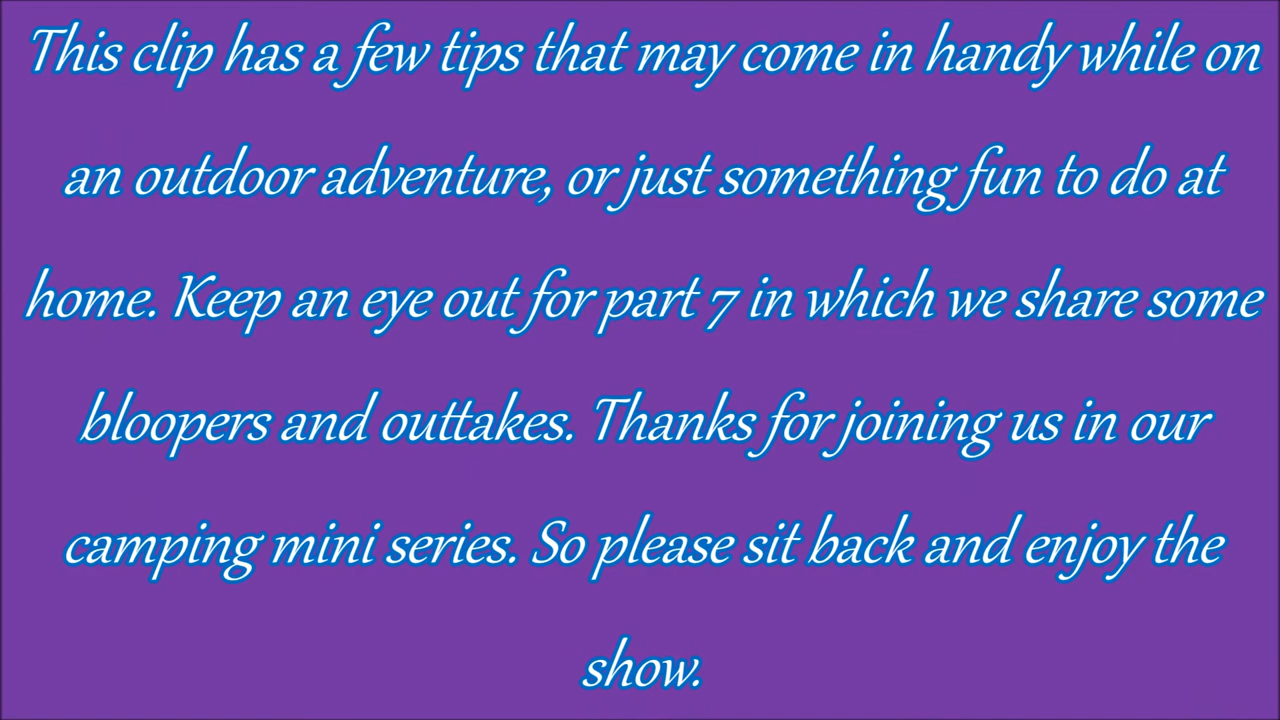 This clip has a few tips that may come in handy while on
an outdoor adventure, or just something fun to do at
home. Keep an eye out for part 7 in which we share some
bloopers and outtakes. Thanks for joining us in our
camping mini series. So please sit back and enjoy the
show.